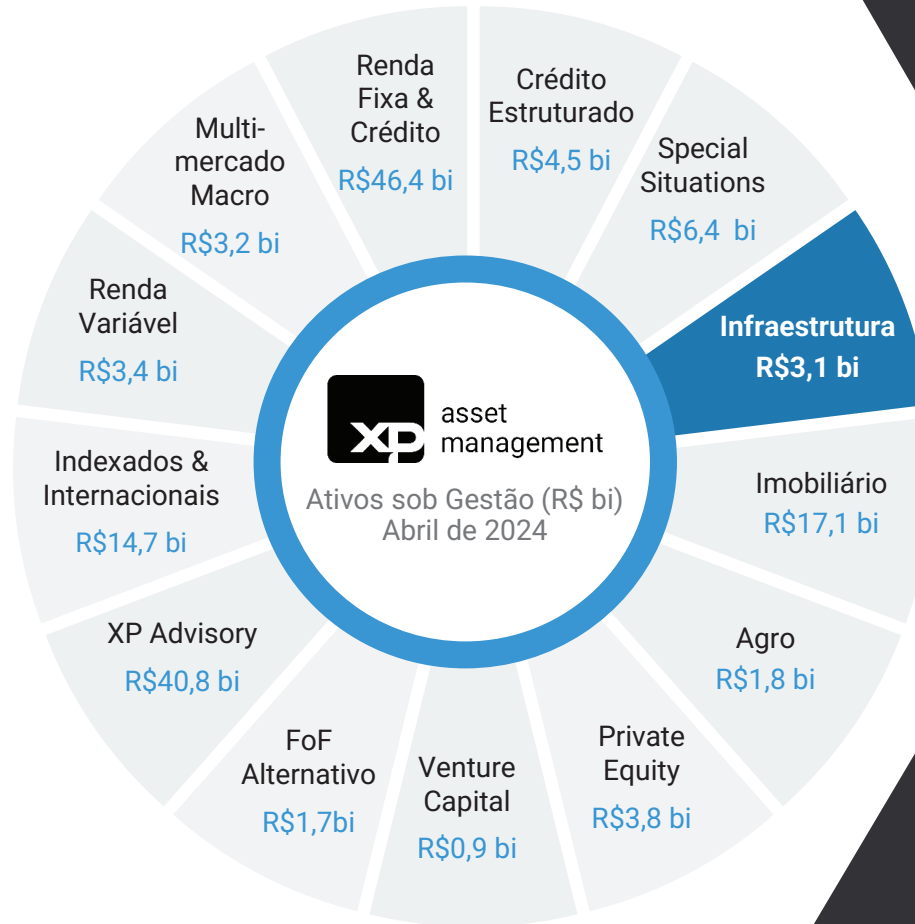 Renda
Fixa &
Crédito
R$46,4 bi
Crédito
Estruturado
R$4,5 bi
Special
Situations
R$6,4 bi
Infraestrutura
R$3,1 bi
Imobiliário
R$17,1 bi
Agro
R$1,8 bi
Private
Equity
R$3,8 bi
Venture
Capital
R$0,9 bi
FoF
Alternativo
R$1,7bi
XP Advisory
R$40,8 bi
Indexados &
Internacionais
R$14,7 bi
Renda
Variável
R$3,4 bi
Multi-
mercado
Macro
R$3,2 bi
XP asset
management
Ativos sob Gestão (R$ bi)
Abril de 2024